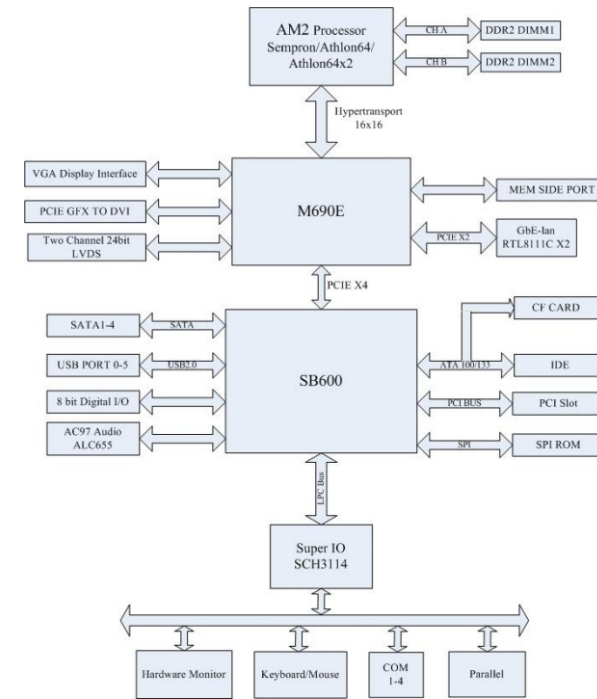 AM2 Processor
Sempron/Athlon64/
Athlon64x2
CH A
DDR2 DIMM1
CH B
DDR2 DIMM2
Hypertransport
16x16
VGA Display Interface
PCIE GFX TO DVI
Two Channel 24bit
LVDS
M690E
MEM SIDE PORT
PCIE X2
GbE-lan
RTL8111C X2
PCIE X4
SATA1-4
SATA
USB PORT 0-5
USB2.0
8 bit Digital I/O
AC97 Audio
ALC655
SB600
CF CARD
ATA 100/133
IDE
PCI BUS
PCI Slot
SPI
SPI ROM
LPC Bus
Super IO
SCH3114
Hardware Monitor
Keyboard/Mouse
COM
1-4
Parallel